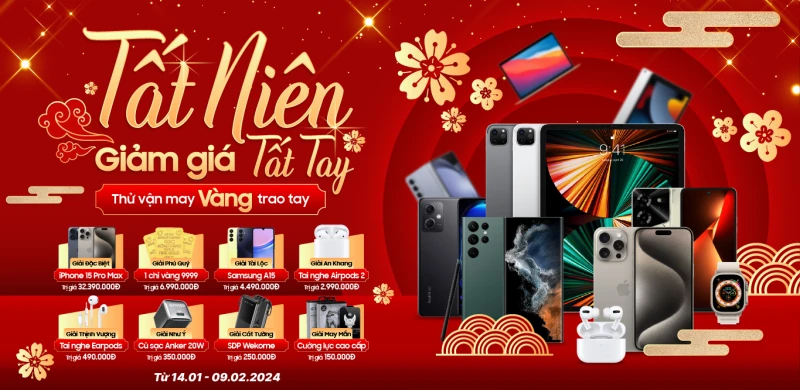 Tất Niên
Giảm giá Tất Tay
Thử vận may Vàng trao tay
Giải Đặc Biệt
iPhone 15 Pro Max
Trị giá 32.390.000Đ
Giải Phú Quý
1 chỉ vàng 9999
Trị giá 6.990.000Đ
Giải Tài Lộc
Samsung A15
Trị giá 4.490.000Đ
Giải An Khang
Tai nghe Airpods 2
Trị giá 2.990.000Đ
Giải Thịnh Vượng
Tai nghe Earpods
Trị giá 490.000Đ
Giải Như Ý
Củ sạc Anker 20W
Trị giá 350.000Đ
Giải Cát Tường
SDP Wekome
Trị giá 250.000Đ
Giải May Mắn
Cường lực cao cấp
Trị giá 150.000Đ
Từ 14.01 - 09.02.2024
9:41